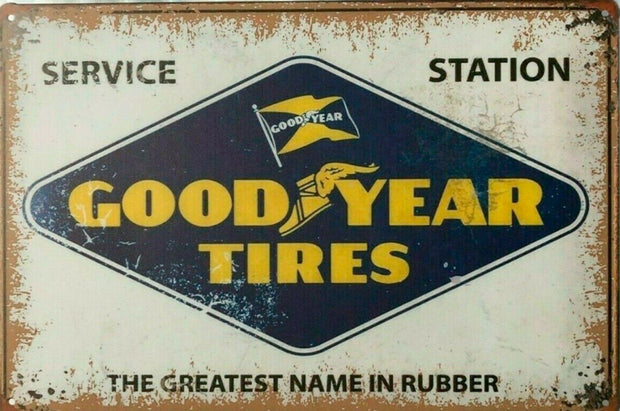 SERVICE STATION
GOOD YEAR
GOOD YEAR
TIRES
THE GREATEST NAME IN RUBBER